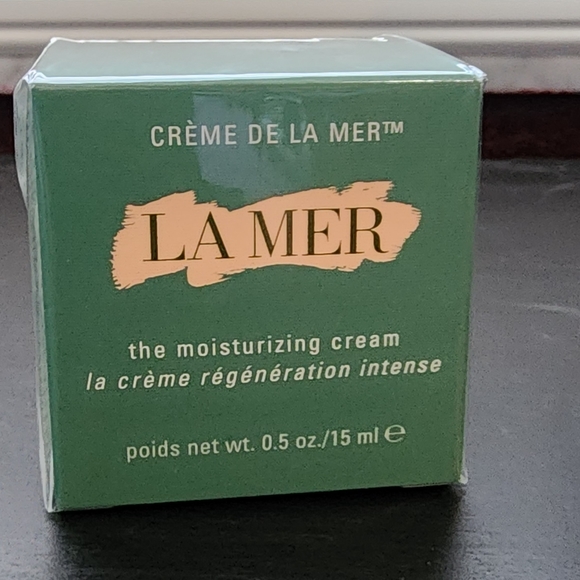 CRÈME DE LA MER™
LA MER
the moisturizing cream
la crème régénération intense
poids net wt. 0.5 oz./15 ml ℮